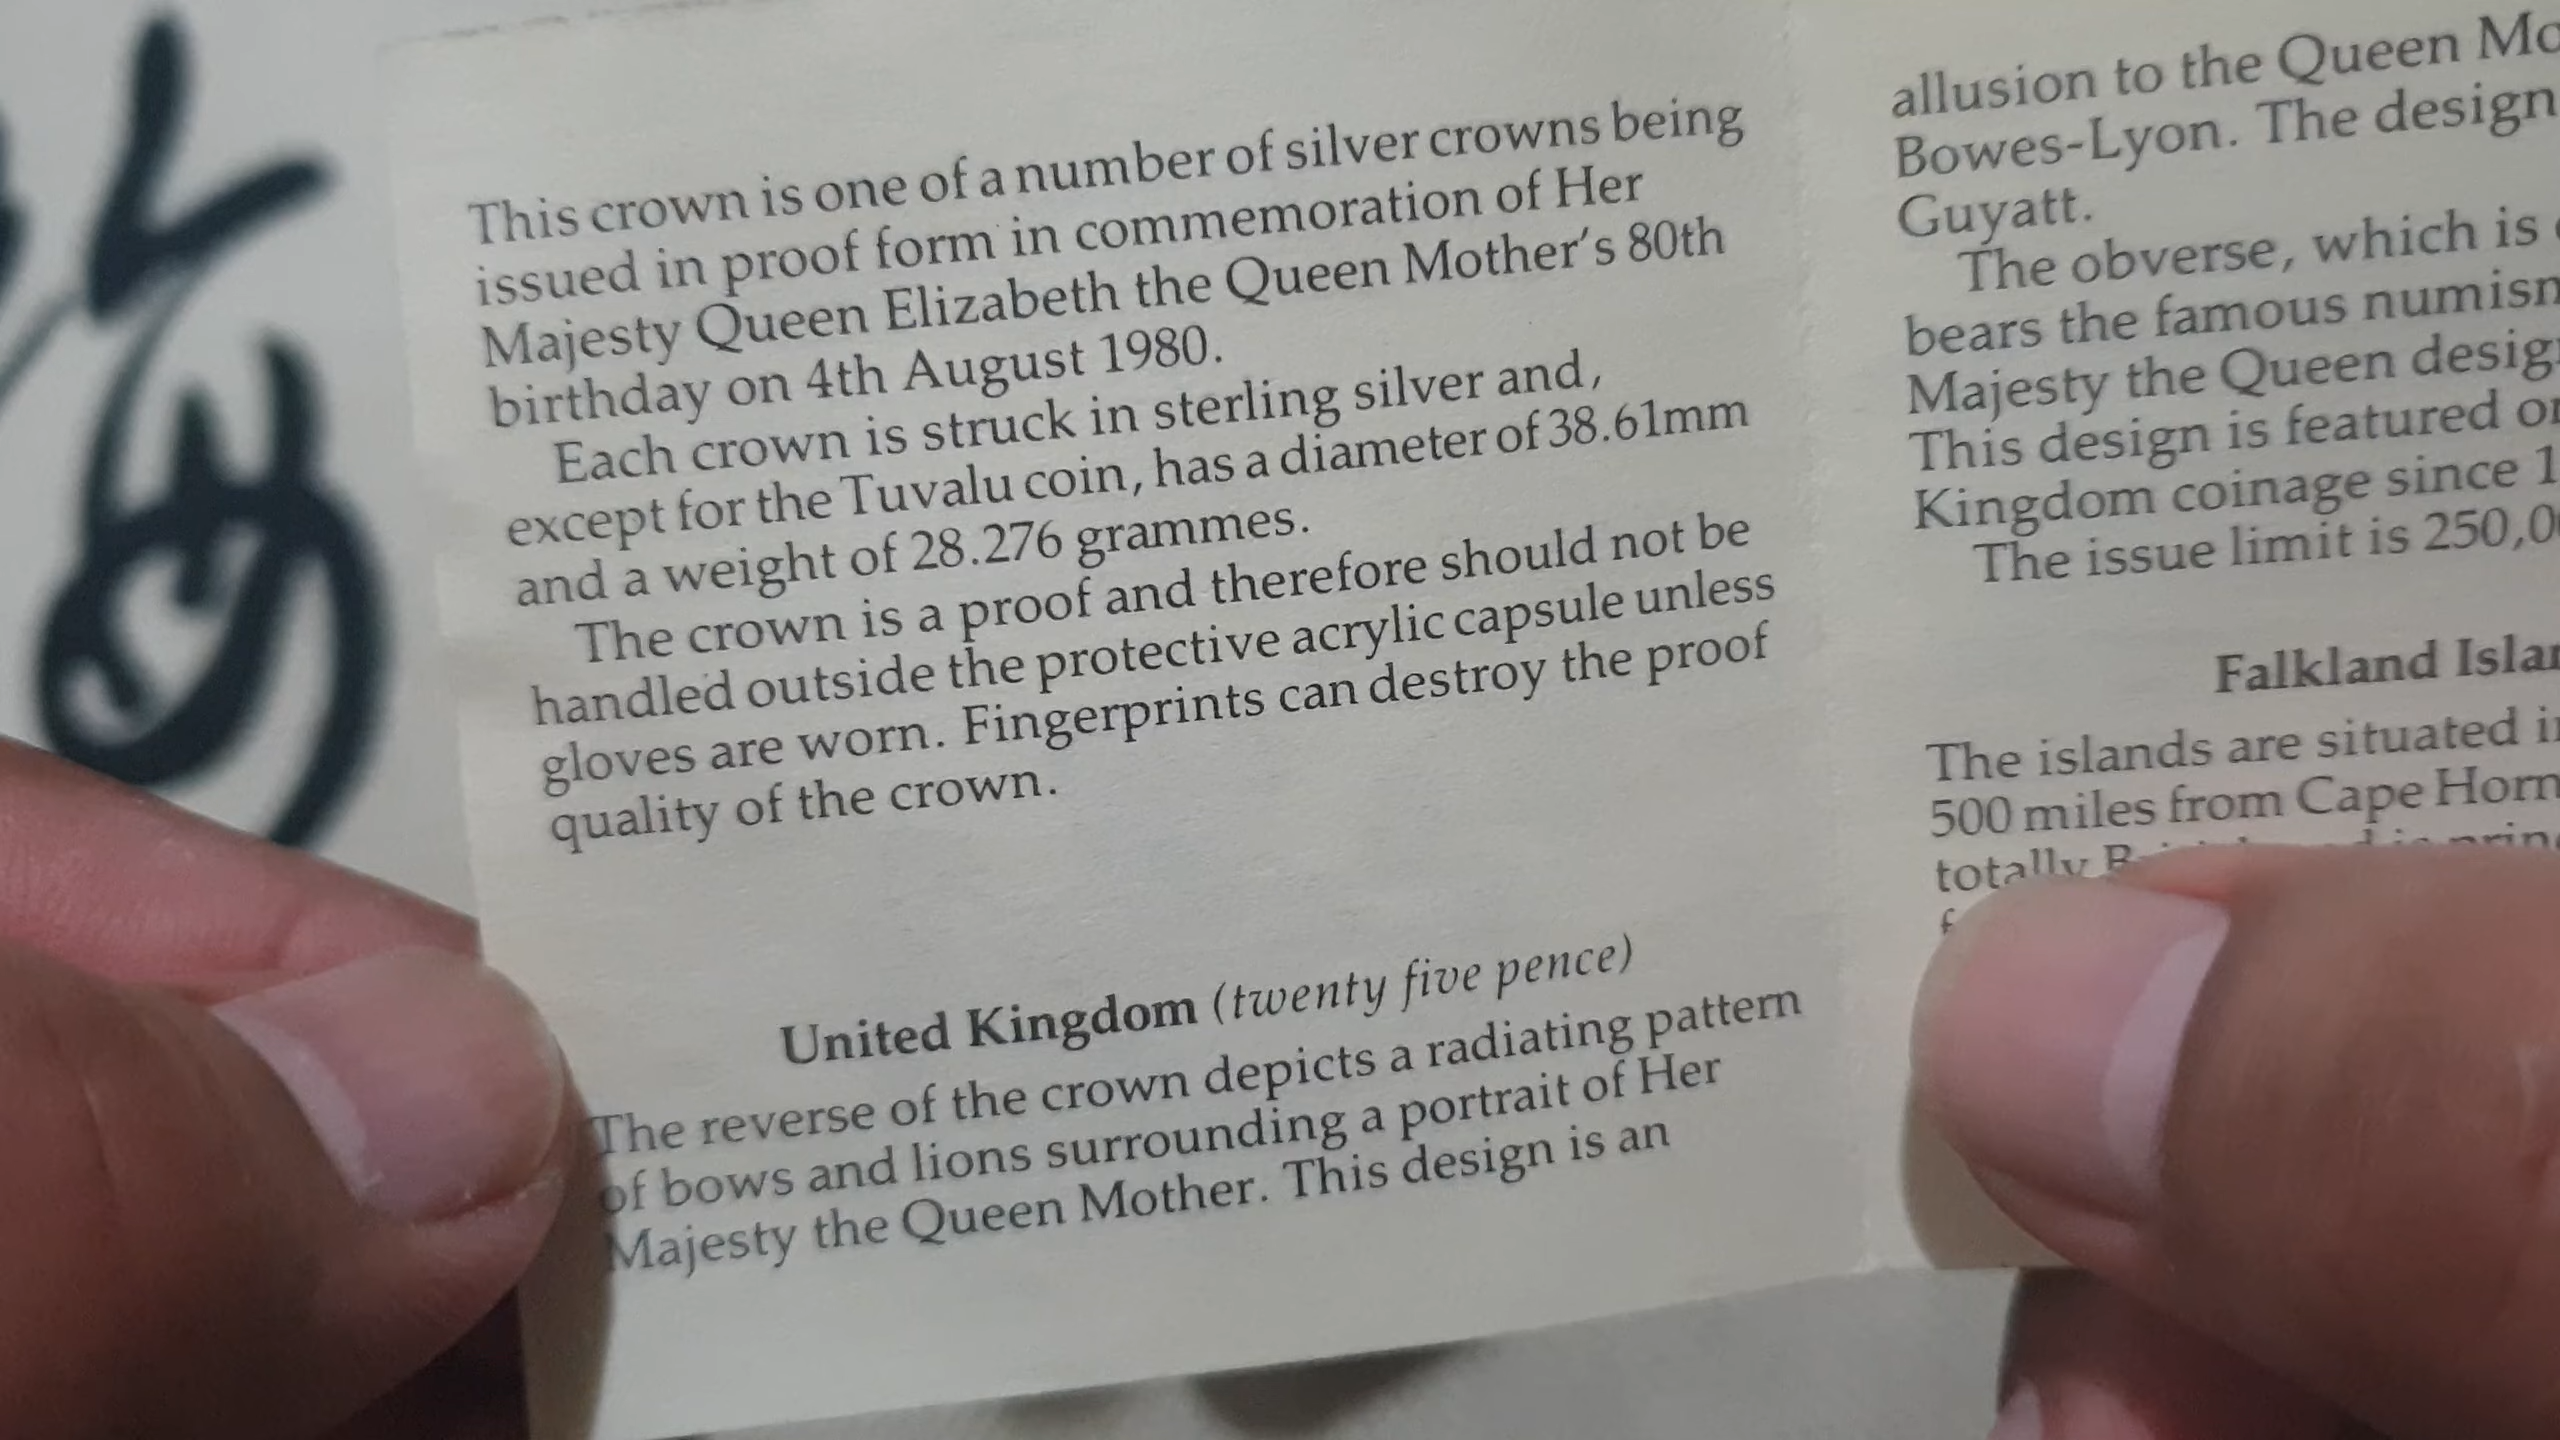 This crown is one of a number of silver crowns being
issued in proof form in commemoration of Her
Majesty Queen Elizabeth the Queen Mother's 80th
birthday on 4th August 1980.
Each crown is struck in sterling silver and,
except for the Tuvalu coin, has a diameter of 38.61mm
and a weight of 28.276 grammes.
The crown is a proof and therefore should not be
handled outside the protective acrylic capsule unless
gloves are worn. Fingerprints can destroy the proof
quality of the crown.
United Kingdom (twenty five pence)
The reverse of the crown depicts a radiating pattern
of bows and lions surrounding a portrait of Her
Majesty the Queen Mother. This design is an
allusion to the Queen
Bowes-Lyon. The design
Guyatt.
The obverse, which is
bears the famous
Majesty the Queen
This design is featured
Kingdom coinage since
The issue limit is
Falkland
The islands are situated
500 miles from Cape Horn
totally